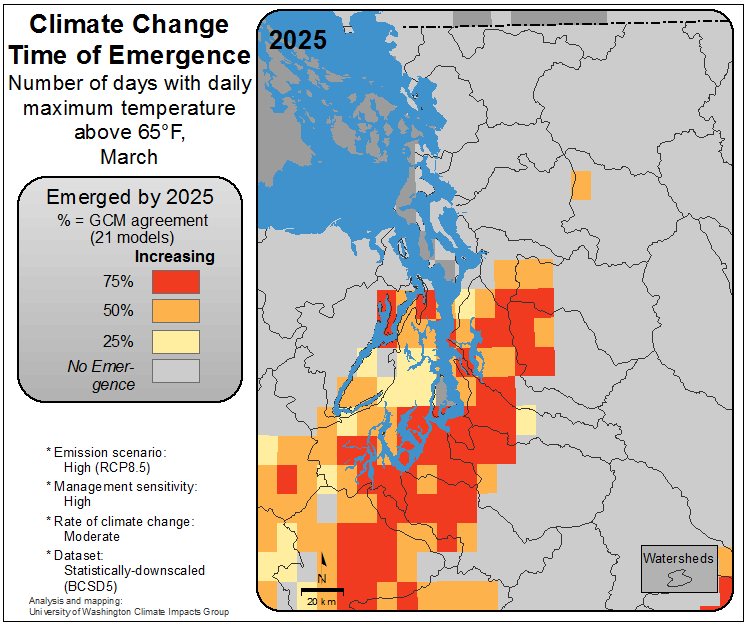 Climate Change
Time of Emergence
Number of days with daily
maximum temperature
above 65°F,
March
Emerged by 2025
% = GCM agreement
(21 models)
Increasing
75%
50%
25%
No Emer-
gence
* Emission scenario:
High (RCP8.5)
* Management sensitivity:
High
* Rate of climate change:
Moderate
* Dataset:
Statistically-downscaled
(BCSD5)
Analysis and mapping:
University of Washington Climate Impacts Group
2025
N
20 km
Watersheds